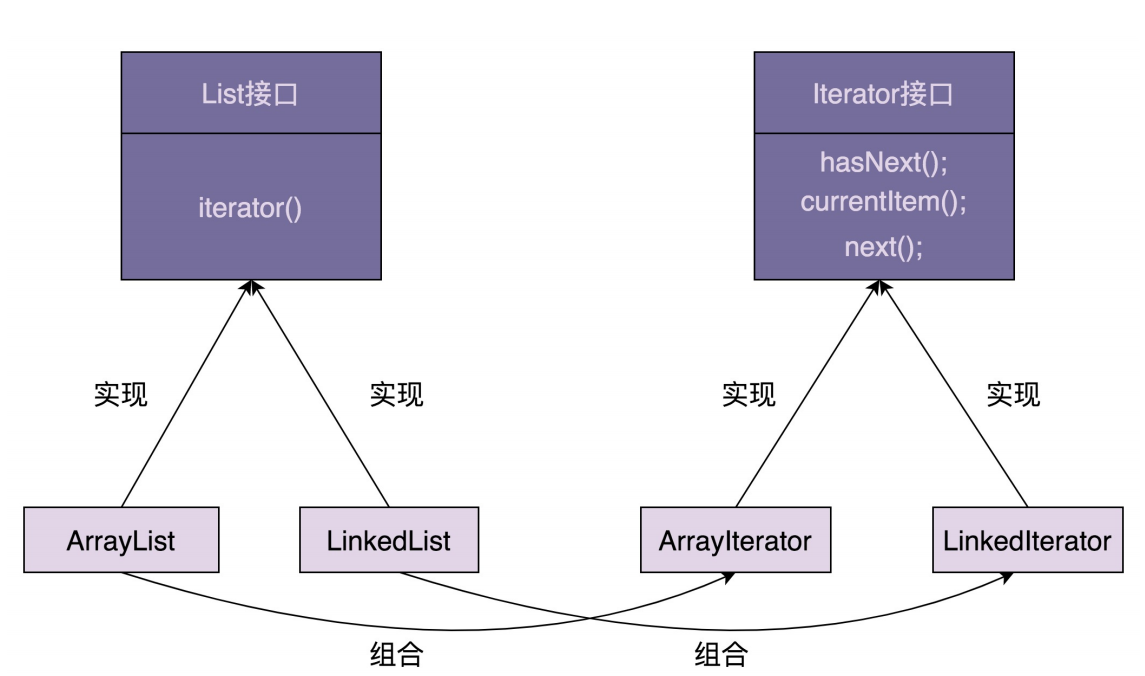 List接口
iterator()
Iterator接口
hasNext();
currentItem();
next();
实现
实现
实现
实现
ArrayList
LinkedList
ArrayIterator
LinkedIterator
组合
组合